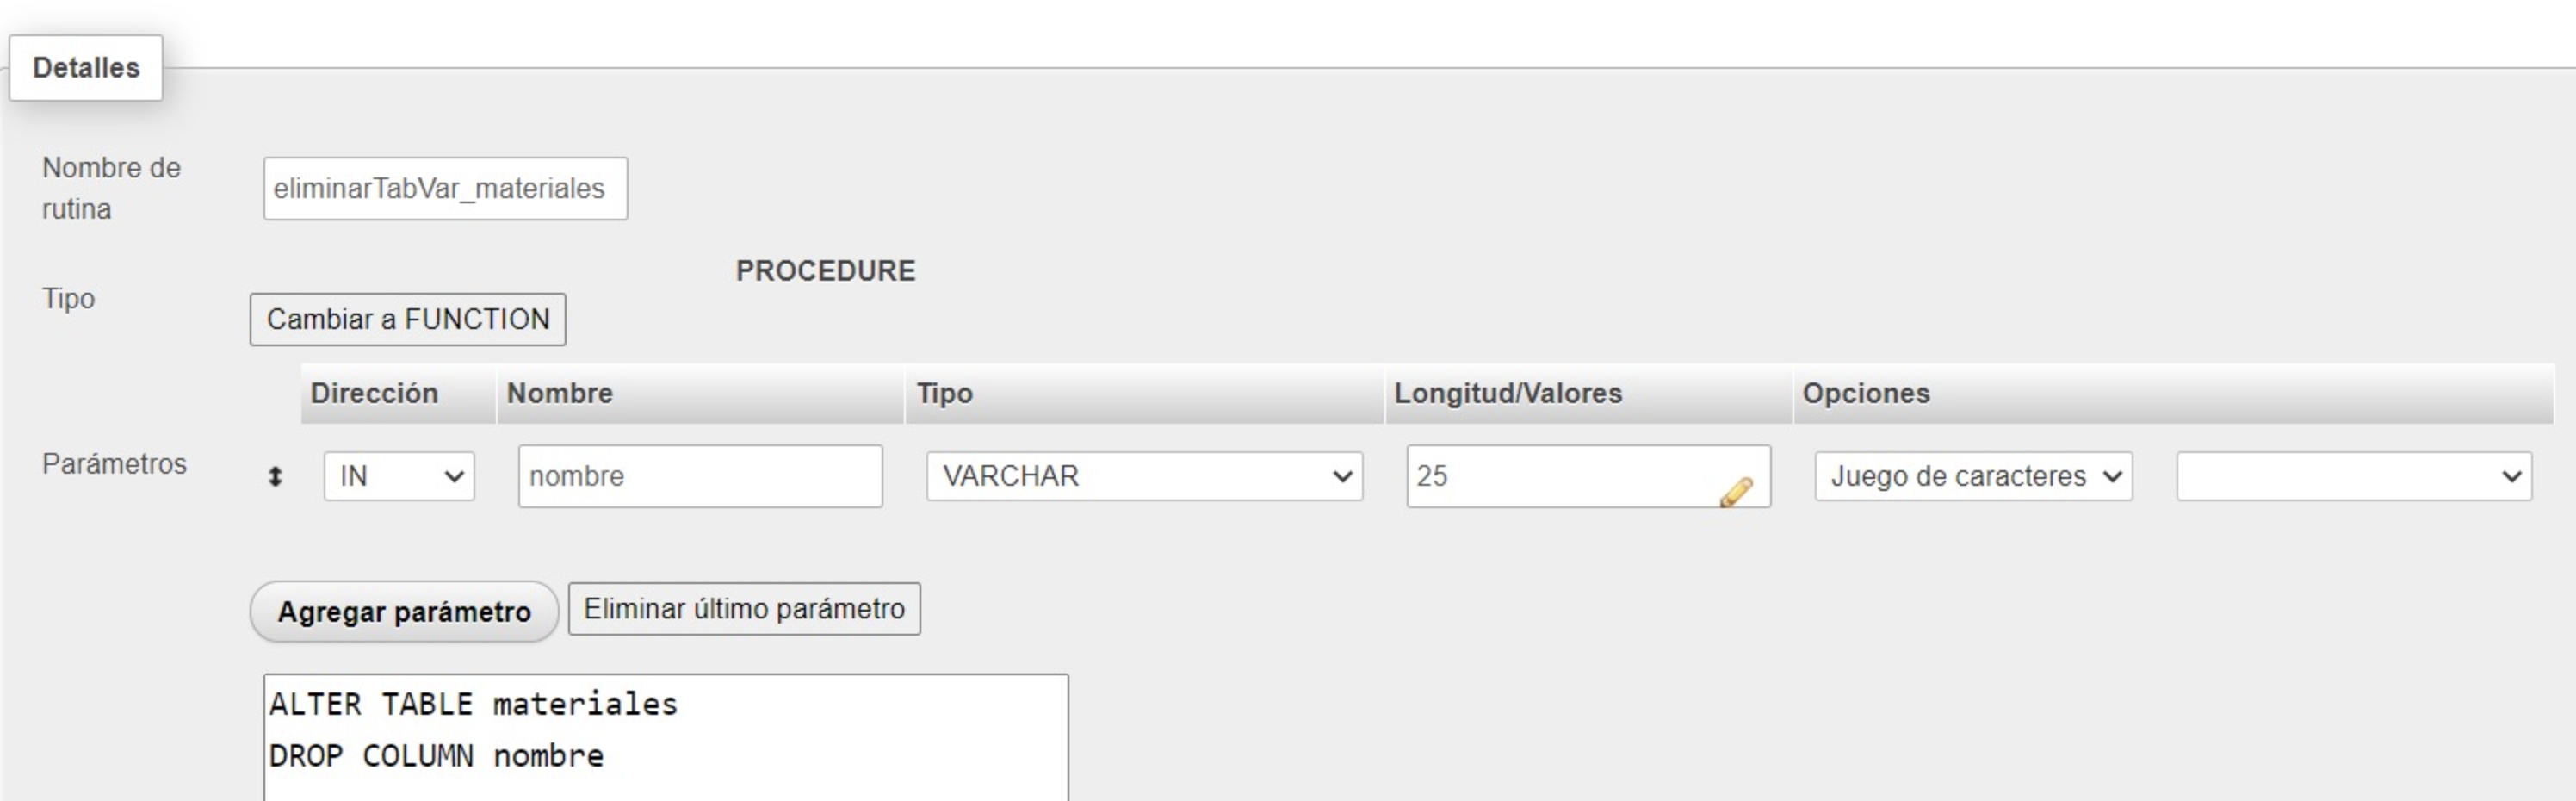 Detalles
Nombre de
rutina
eliminarTabVar_materiales
PROCEDURE
Tipo
Cambiar a FUNCTION
Dirección Nombre Tipo Longitud/Valores Opciones
Parámetros IN nombre VARCHAR 25 Juego de caracteres
Agregar parámetro Eliminar último parámetro
ALTER TABLE materiales
DROP COLUMN nombre